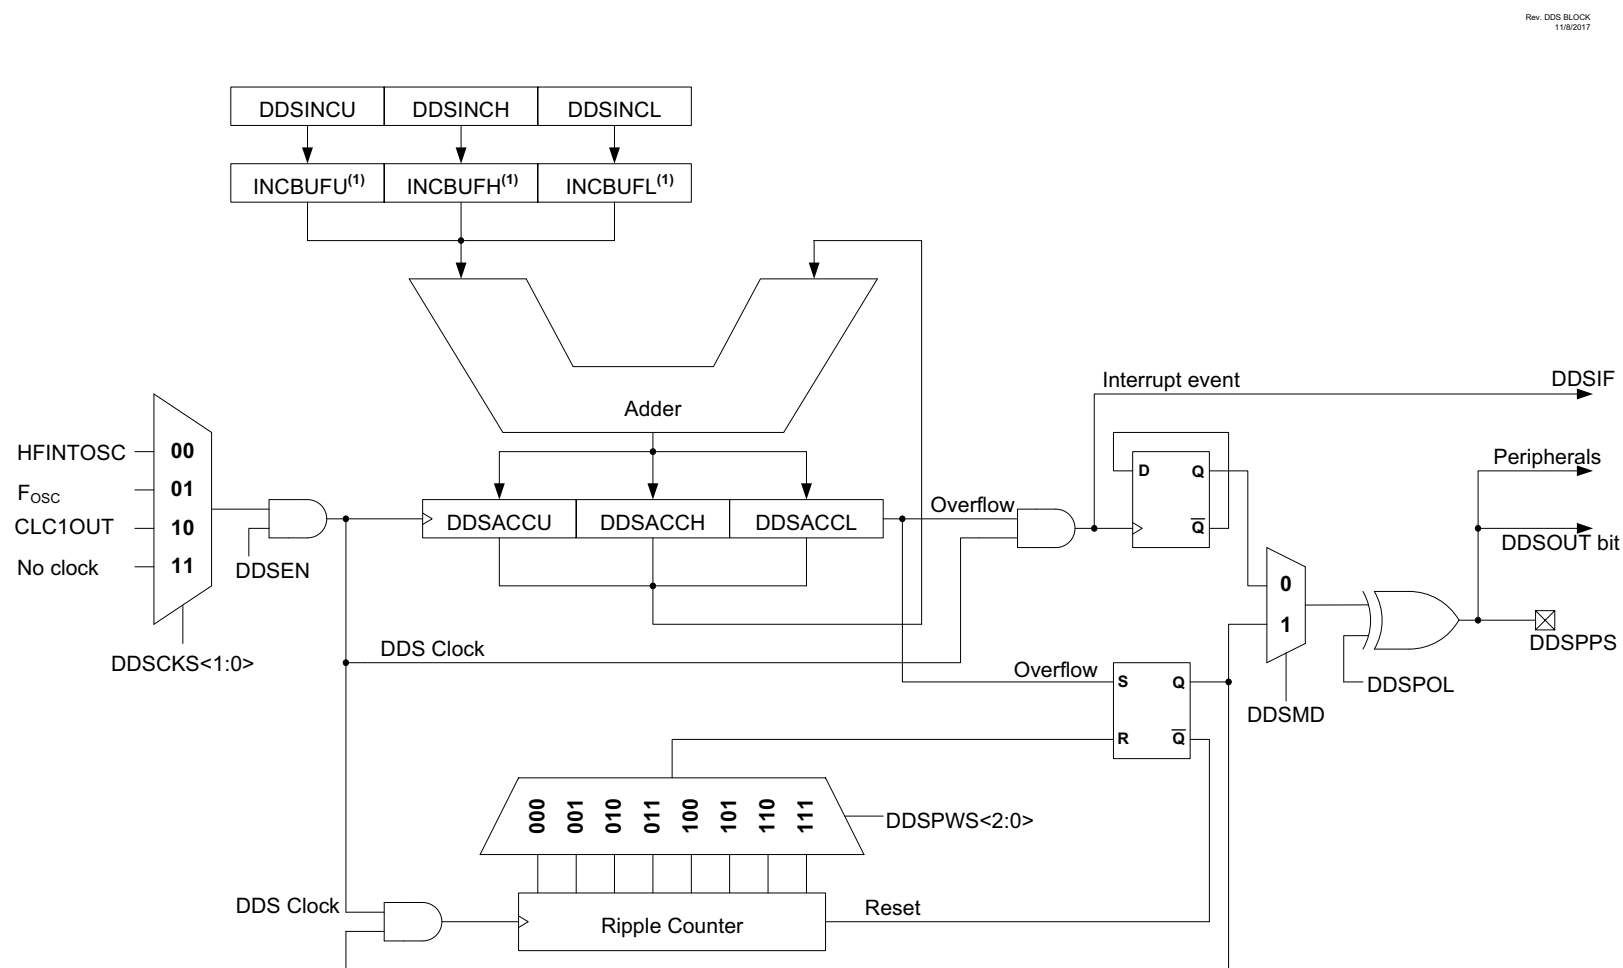 Rev. DDS BLOCK
11/8/2017
DDSINCU DDSINCH DDSINCL
INCBUFU(1) INCBUFH(1) INCBUFL(1)
Adder
Interrupt event
DDSIF
HFINTOSC 00
FOSC 01
CLC1OUT 10
No clock 11
DDSEN
DDSCKS<1:0>
DDSACCU DDSACCH DDSACCL
Overflow
D Q
Q
Peripherals
DDSOUT bit
DDSPPS
0
1
DDSMD
DDSPOL
DDS Clock
Overflow
S Q
R Q
000 001 010 011 100 101 110 111
DDSPWS<2:0>
DDS Clock
Ripple Counter
Reset